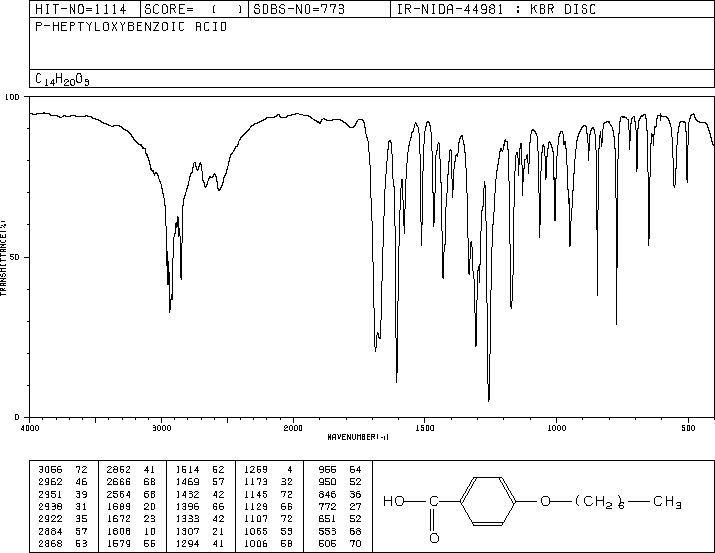 HIT-NO=1114 SCORE= ( ) SDBS-NO=773 IR-NIDA-44981 : KBR DISC
P-HEPTYLOXYBENZOIC ACID
C14H20O3
100
TRANSMITTANCE(%)
50
0
4000 3000 2000 1500 1000 500
WAVENUMBER(-1)
3066 72 2862 41 1514 52 1259 4 966 64
2962 46 2666 68 1469 57 1173 32 950 52
2951 39 2564 68 1432 42 1145 72 846 36
2938 31 1689 20 1396 66 1129 66 772 27
2922 35 1672 23 1333 42 1107 72 651 52
2884 57 1608 10 1307 21 1065 55 553 68
2868 53 1579 56 1294 41 1006 58 506 70
HO C O (CH2)6 CH3
O